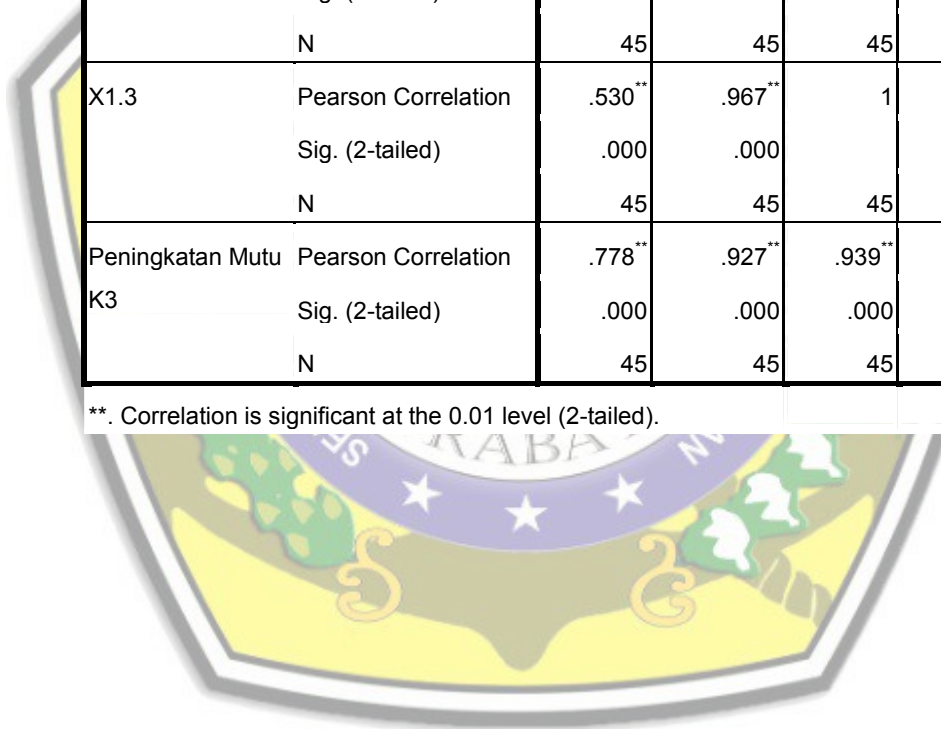 N 45 45 45
X1.3 Pearson Correlation .530** .967** 1
Sig. (2-tailed) .000 .000
N 45 45 45
Peningkatan Mutu Pearson Correlation .778** .927** .939**
K3 Sig. (2-tailed) .000 .000 .000
N 45 45 45
**. Correlation is significant at the 0.01 level (2-tailed).